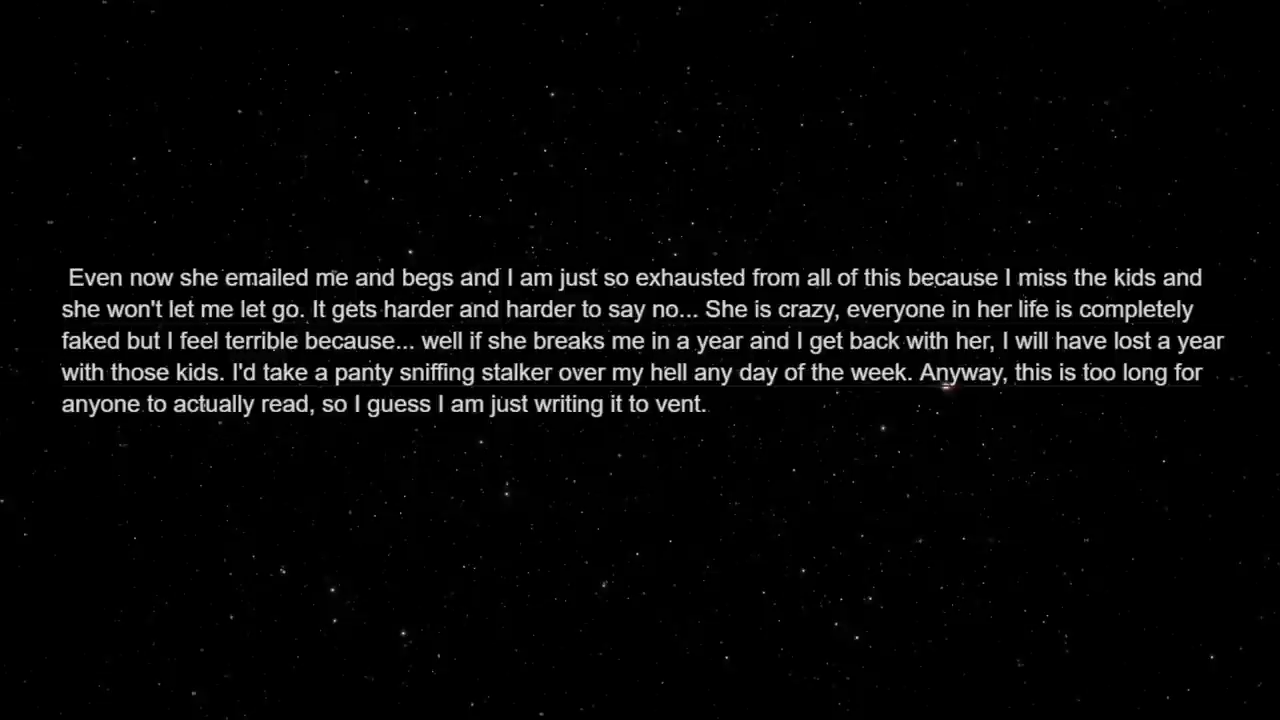 Even now she emailed me and begs and I am just so exhausted from all of this because I miss the kids and
she won't let me let go. It gets harder and harder to say no... She is crazy, everyone in her life is completely
faked but I feel terrible because... well if she breaks me in a year and I get back with her, I will have lost a year
with those kids. I'd take a panty sniffing stalker over my hell any day of the week. Anyway, this is too long for
anyone to actually read, so I guess I am just writing it to vent.